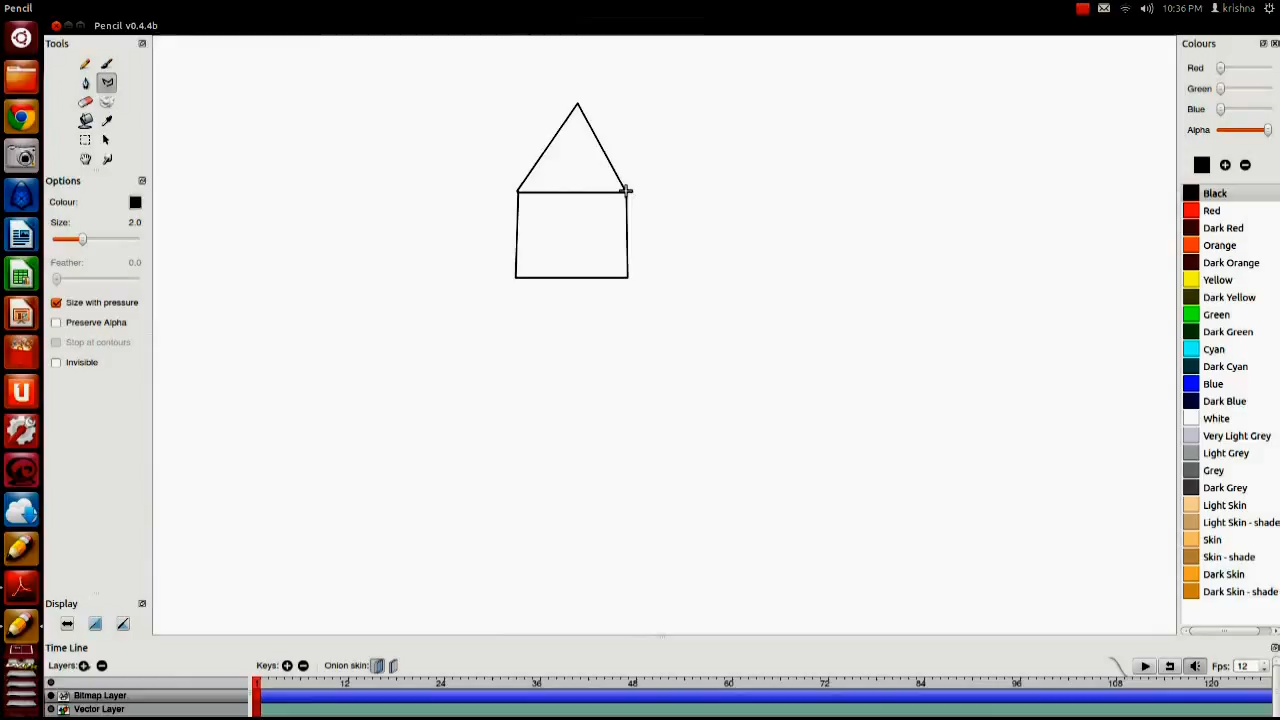 Pencil
10:36 PM
krishna
Pencil v0.4.4b
Tools
Options
Colour:
Size: 2.0
Feather: 0.0
Size with pressure
Preserve Alpha
Stop at contours
Invisible
Display
Colours
Red
Green
Blue
Alpha
Black
Red
Dark Red
Orange
Dark Orange
Yellow
Dark Yellow
Green
Dark Green
Cyan
Dark Cyan
Blue
Dark Blue
White
Very Light Grey
Light Grey
Grey
Dark Grey
Light Skin
Light Skin - shade
Skin
Skin - shade
Dark Skin
Dark Skin - shade
Time Line
Layers: Keys: Onion skin: Fps: 12
1 12 24 36 48 60 72 84 96 108 120
Bitmap Layer
Vector Layer